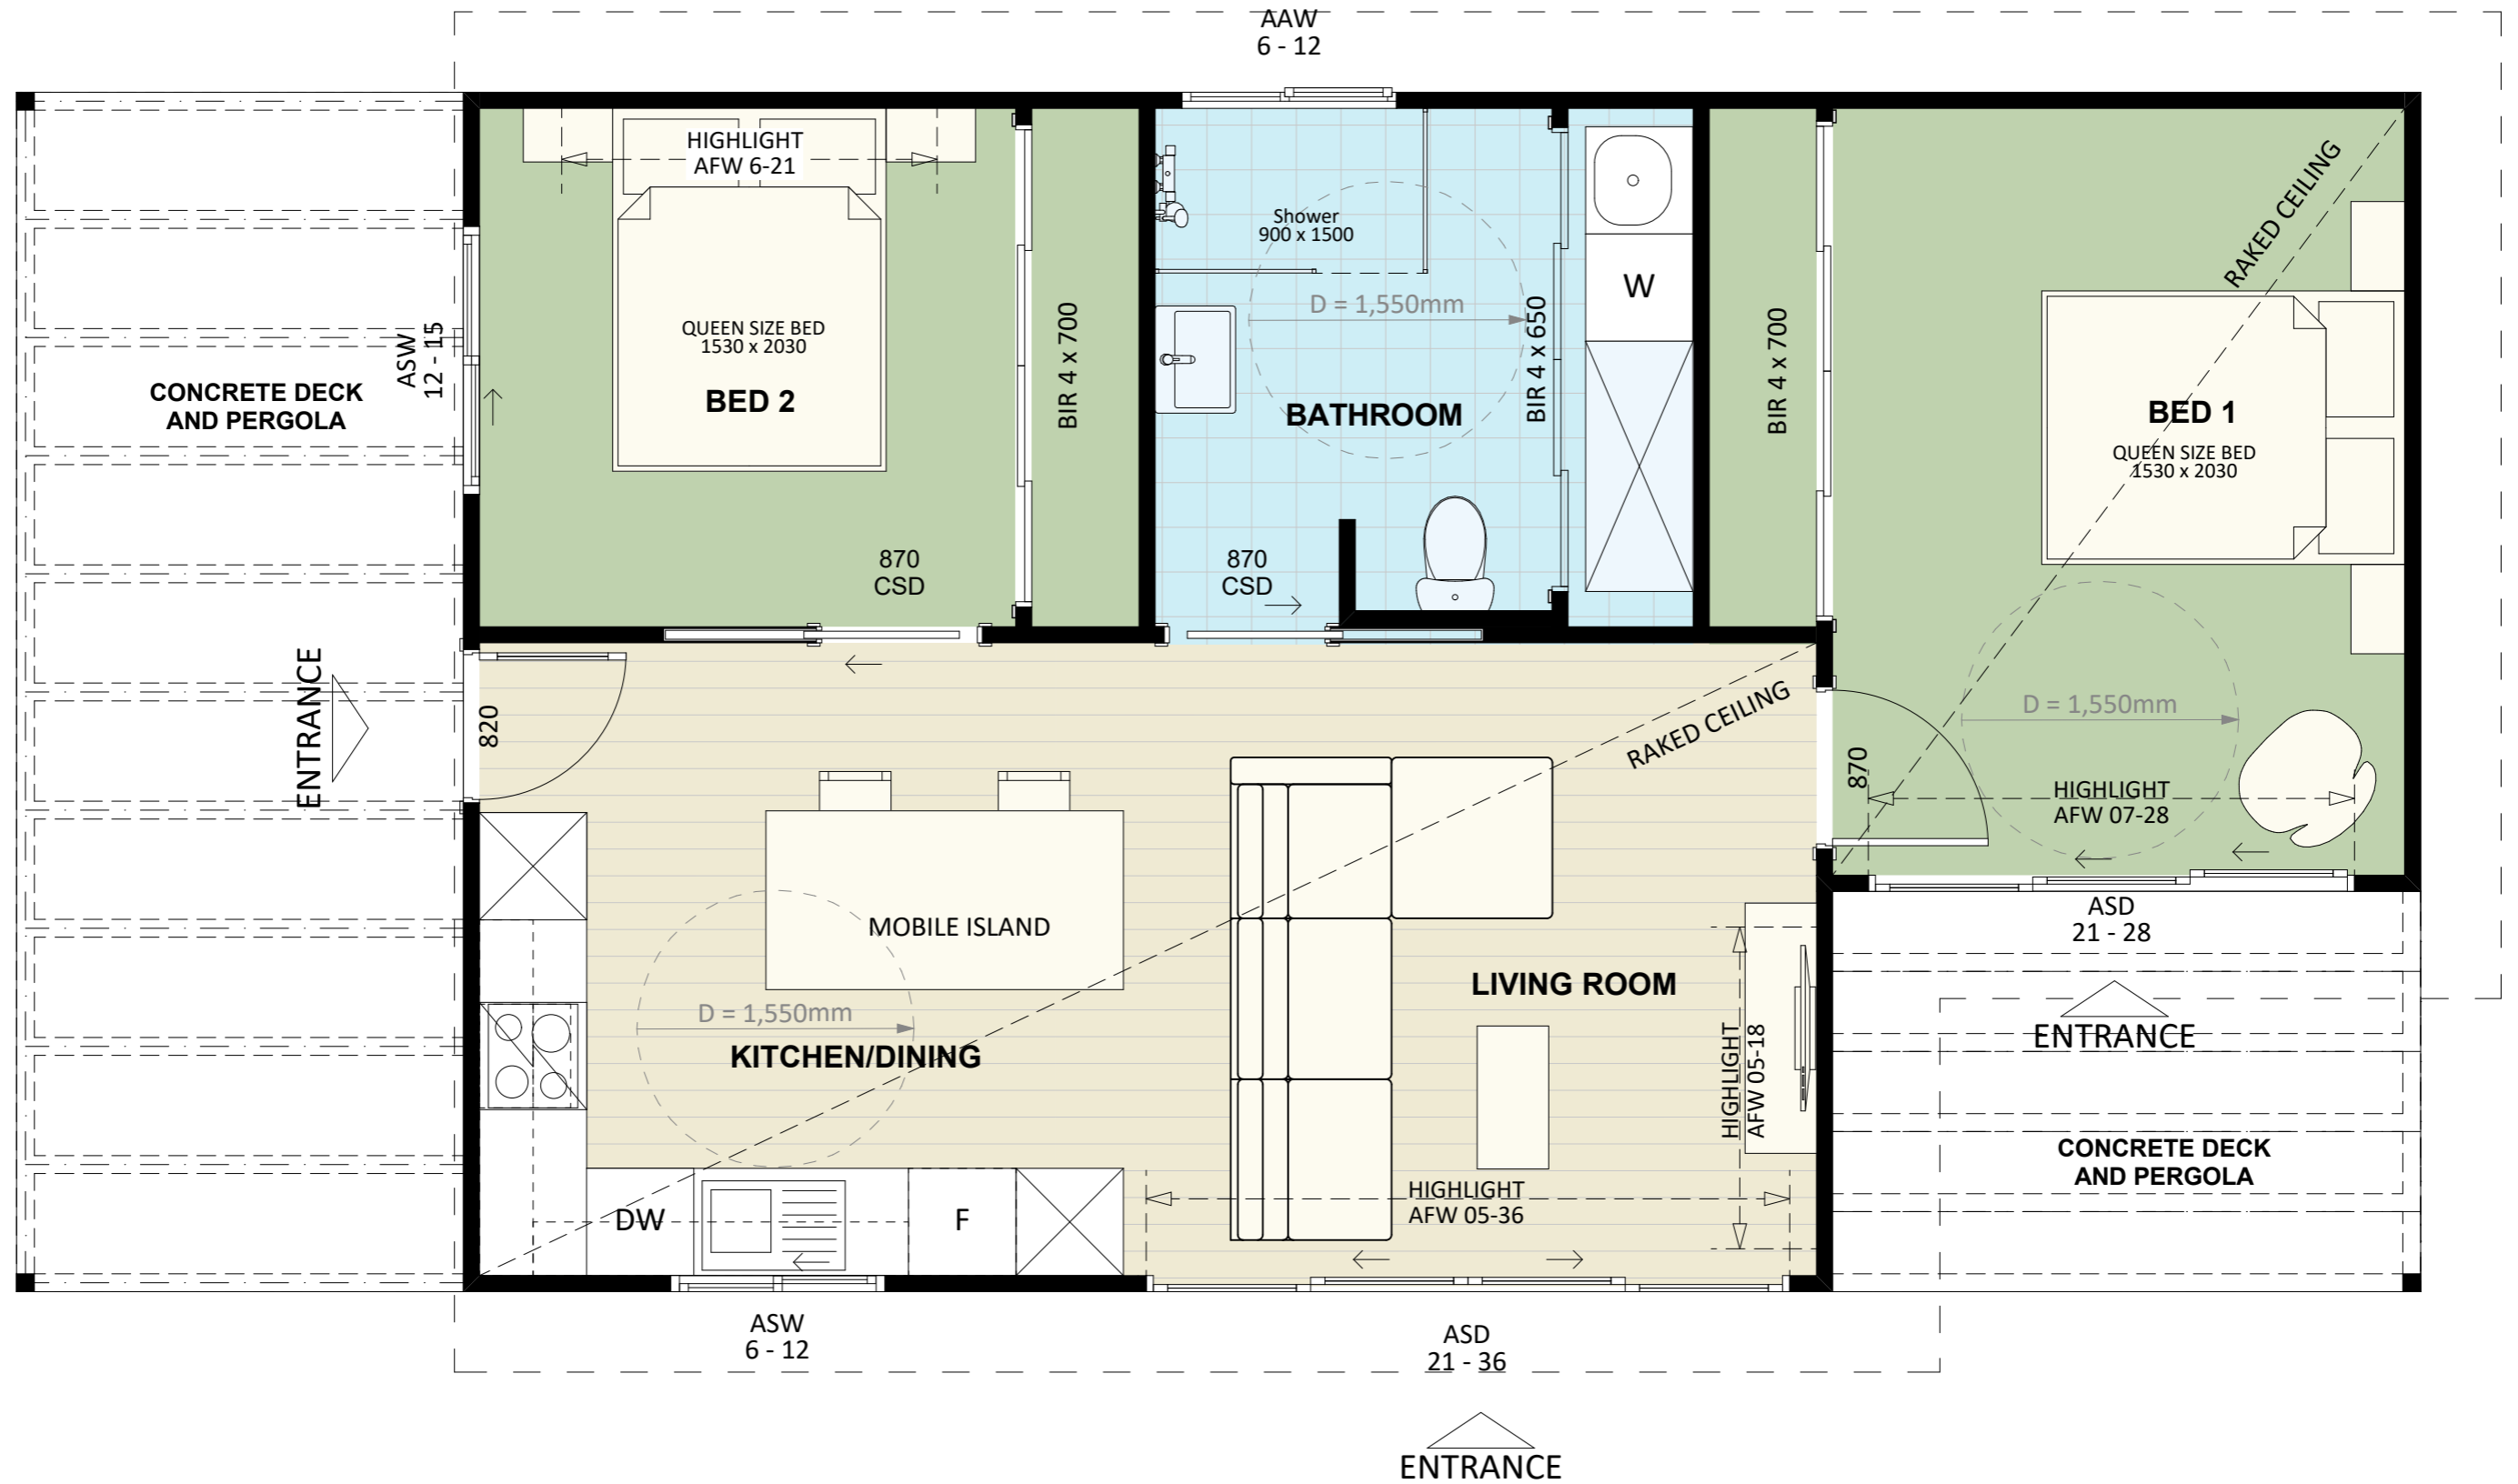 AAW
6 - 12
HIGHLIGHT
AFW 6-21
RAKED CEILING
Shower
900 x 1500
W
D = 1,550mm
ASW
12 - 15
QUEEN SIZE BED
1530 x 2030
BED 2
BIR 4 x 700
BIR 4 x 650
BIR 4 x 700
CONCRETE DECK
AND PERGOLA
BATHROOM
BED 1
QUEEN SIZE BED
1530 x 2030
870
CSD
870
CSD
ENTRANCE
820
RAKED CEILING
D = 1,550mm
870
HIGHLIGHT
AFW 07-28
MOBILE ISLAND
ASD
21 - 28
LIVING ROOM
D = 1,550mm
KITCHEN/DINING
HIGHLIGHT
AFW 05-18
ENTRANCE
CONCRETE DECK
AND PERGOLA
HIGHLIGHT
AFW 05-36
DW
F
ASW
6 - 12
ASD
21 - 36
ENTRANCE